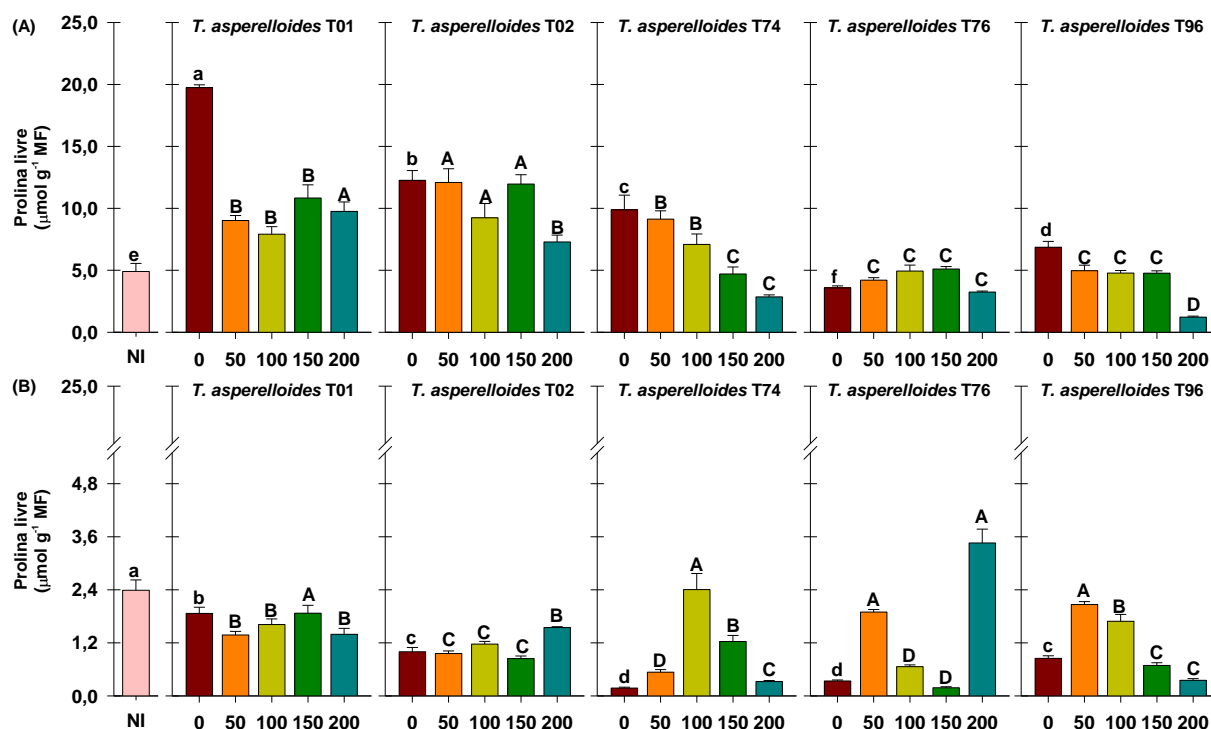 (A)
25,0
20,0
15,0
10,0
5,0
0,0
Prolina livre
(µmol g⁻¹ MF)
T. asperelloides T01
T. asperelloides T02
T. asperelloides T74
T. asperelloides T76
T. asperelloides T96
e
a B B B A
b A A A B
c B B C C
f C C C C
d C C C D
NI
0 50 100 150 200
0 50 100 150 200
0 50 100 150 200
0 50 100 150 200
0 50 100 150 200
(B)
25,0
4,8
3,6
2,4
1,2
0,0
Prolina livre
(µmol g⁻¹ MF)
T. asperelloides T01
T. asperelloides T02
T. asperelloides T74
T. asperelloides T76
T. asperelloides T96
a
b B B A B
c C C C B
d D A B C
d A D D A
c A B C C
NI
0 50 100 150 200
0 50 100 150 200
0 50 100 150 200
0 50 100 150 200
0 50 100 150 200